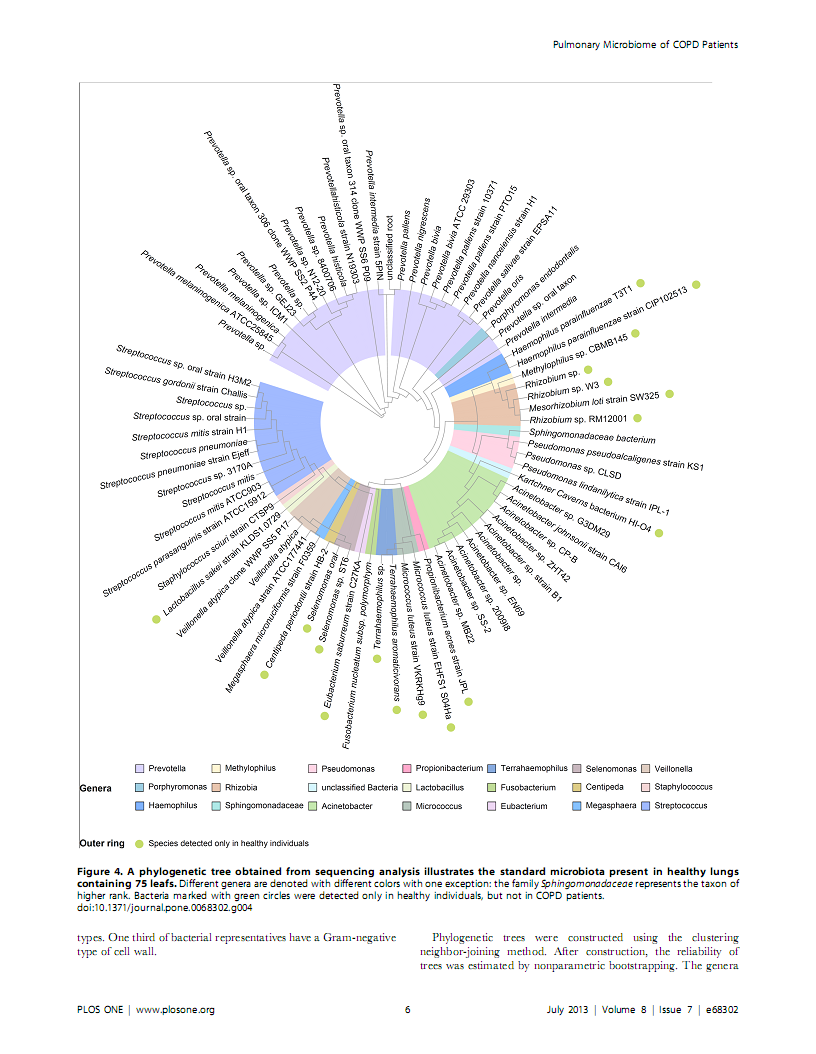 Pulmonary Microbiome of COPD Patients
Prevotella sp.
Prevotella melaninogenica ATCC25845
Prevotella melaninogenica
Prevotella sp. ICM1
Prevotella sp. GEJ23
Prevotella sp.
Prevotella sp. oral taxon 306 clone WWP SS2 P44
Prevotella sp. N12-20
Prevotella sp. 8400706
Prevotella histicola
Prevotellahisticola strain N19303
Prevotella sp. oral taxon 314 clone WWP SS6 P09
Prevotella intermedia strain 5PIN
unclassified root
Prevotella pallens
Prevotella nigrescens
Prevotella bivia
Prevotella bivia ATCC 29303
Prevotella pallens strain 10371
Prevotella pallens strain PTO15
Prevotella nanceiensis strain H1
Prevotella salivae strain EPSA11
Prevotella oris
Porphyromonas endodontalis
Prevotella sp. oral taxon
Prevotella intermedia
Haemophilus parainfluenzae T3T1
Haemophilus parainfluenzae strain CIP102513
Methylophilus sp. CBMB145
Rhizobium sp.
Rhizobium sp. W3
Mesorhizobium loti strain SW325
Rhizobium sp. RM12001
Sphingomonadaceae bacterium
Pseudomonas pseudoalcaligenes strain KS1
Pseudomonas sp. CLSD
Pseudomonas lindanilytica strain IPL-1
Kartchner Caverns bacterium HI-O4
Acinetobacter sp. G3DM29
Acinetobacter johnsonii strain CAI6
Acinetobacter sp. CP-B
Acinetobacter sp. ZHT42
Acinetobacter sp. strain B1
Acinetobacter sp.
Acinetobacter sp. EN69
Acinetobacter sp. 2009I8
Acinetobacter sp. SS-2
Acinetobacter sp. MB22
Propionibacterium acnes strain JPL
Micrococcus luteus strain EHFS1 S04Ha
Micrococcus luteus strain VKRKHg9
Terrahaemophilus aromaticivorans
Terrahaemophilus sp.
Fusobacterium nucleatum subsp. polymorphym
Eubacterium saburreum strain C27KA
Selenomonas sp. ST6
Selenomonas oral
Centipeda periodontii strain HB-2
Megasphaera micronuciformis strain F0359
Veillonella atypica strain ATCC177441
Veillonella atypica
Veillonella atypica clone WWP SS5 P17
Lactobacillus sakei strain KLDS1.0729
Staphylococcus sciuri strain CTSP9
Streptococcus parasanguinis strain ATCC15912
Streptococcus mitis ATCC903
Streptococcus mitis
Streptococcus sp. 3170A
Streptococcus pneumoniae strain Ejeff
Streptococcus pneumoniae
Streptococcus mitis strain H1
Streptococcus sp. oral strain
Streptococcus sp.
Streptococcus gordonii strain Challis
Streptococcus sp. oral strain H3M2
Prevotella Methylophilus Pseudomonas Propionibacterium Terrahaemophilus Selenomonas Veillonella
Genera Porphyromonas Rhizobia unclassified Bacteria Lactobacillus Fusobacterium Centipeda Staphylococcus
Haemophilus Sphingomonadaceae Acinetobacter Micrococcus Eubacterium Megasphaera Streptococcus
Outer ring Species detected only in healthy individuals
Figure 4. A phylogenetic tree obtained from sequencing analysis illustrates the standard microbiota present in healthy lungs
containing 75 leafs. Different genera are denoted with different colors with one exception: the family Sphingomonadaceae represents the taxon of
higher rank. Bacteria marked with green circles were detected only in healthy individuals, but not in COPD patients.
doi:10.1371/journal.pone.0068302.g004
types. One third of bacterial representatives have a Gram-negative
type of cell wall.
Phylogenetic trees were constructed using the clustering
neighbor-joining method. After construction, the reliability of
trees was estimated by nonparametric bootstrapping. The genera
PLOS ONE | www.plosone.org 6 July 2013 | Volume 8 | Issue 7 | e68302